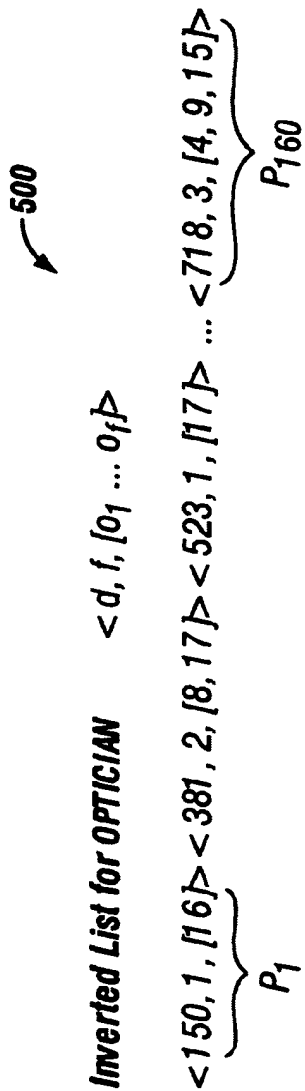 500
Inverted List for OPTICIAN <d, f, [o₁ ... o_f]>
<150, 1, [16]> <381, 2, [8, 17]> <523, 1, [17]> ... <718, 3, [4, 9, 15]>
P₁ P₁₆₀